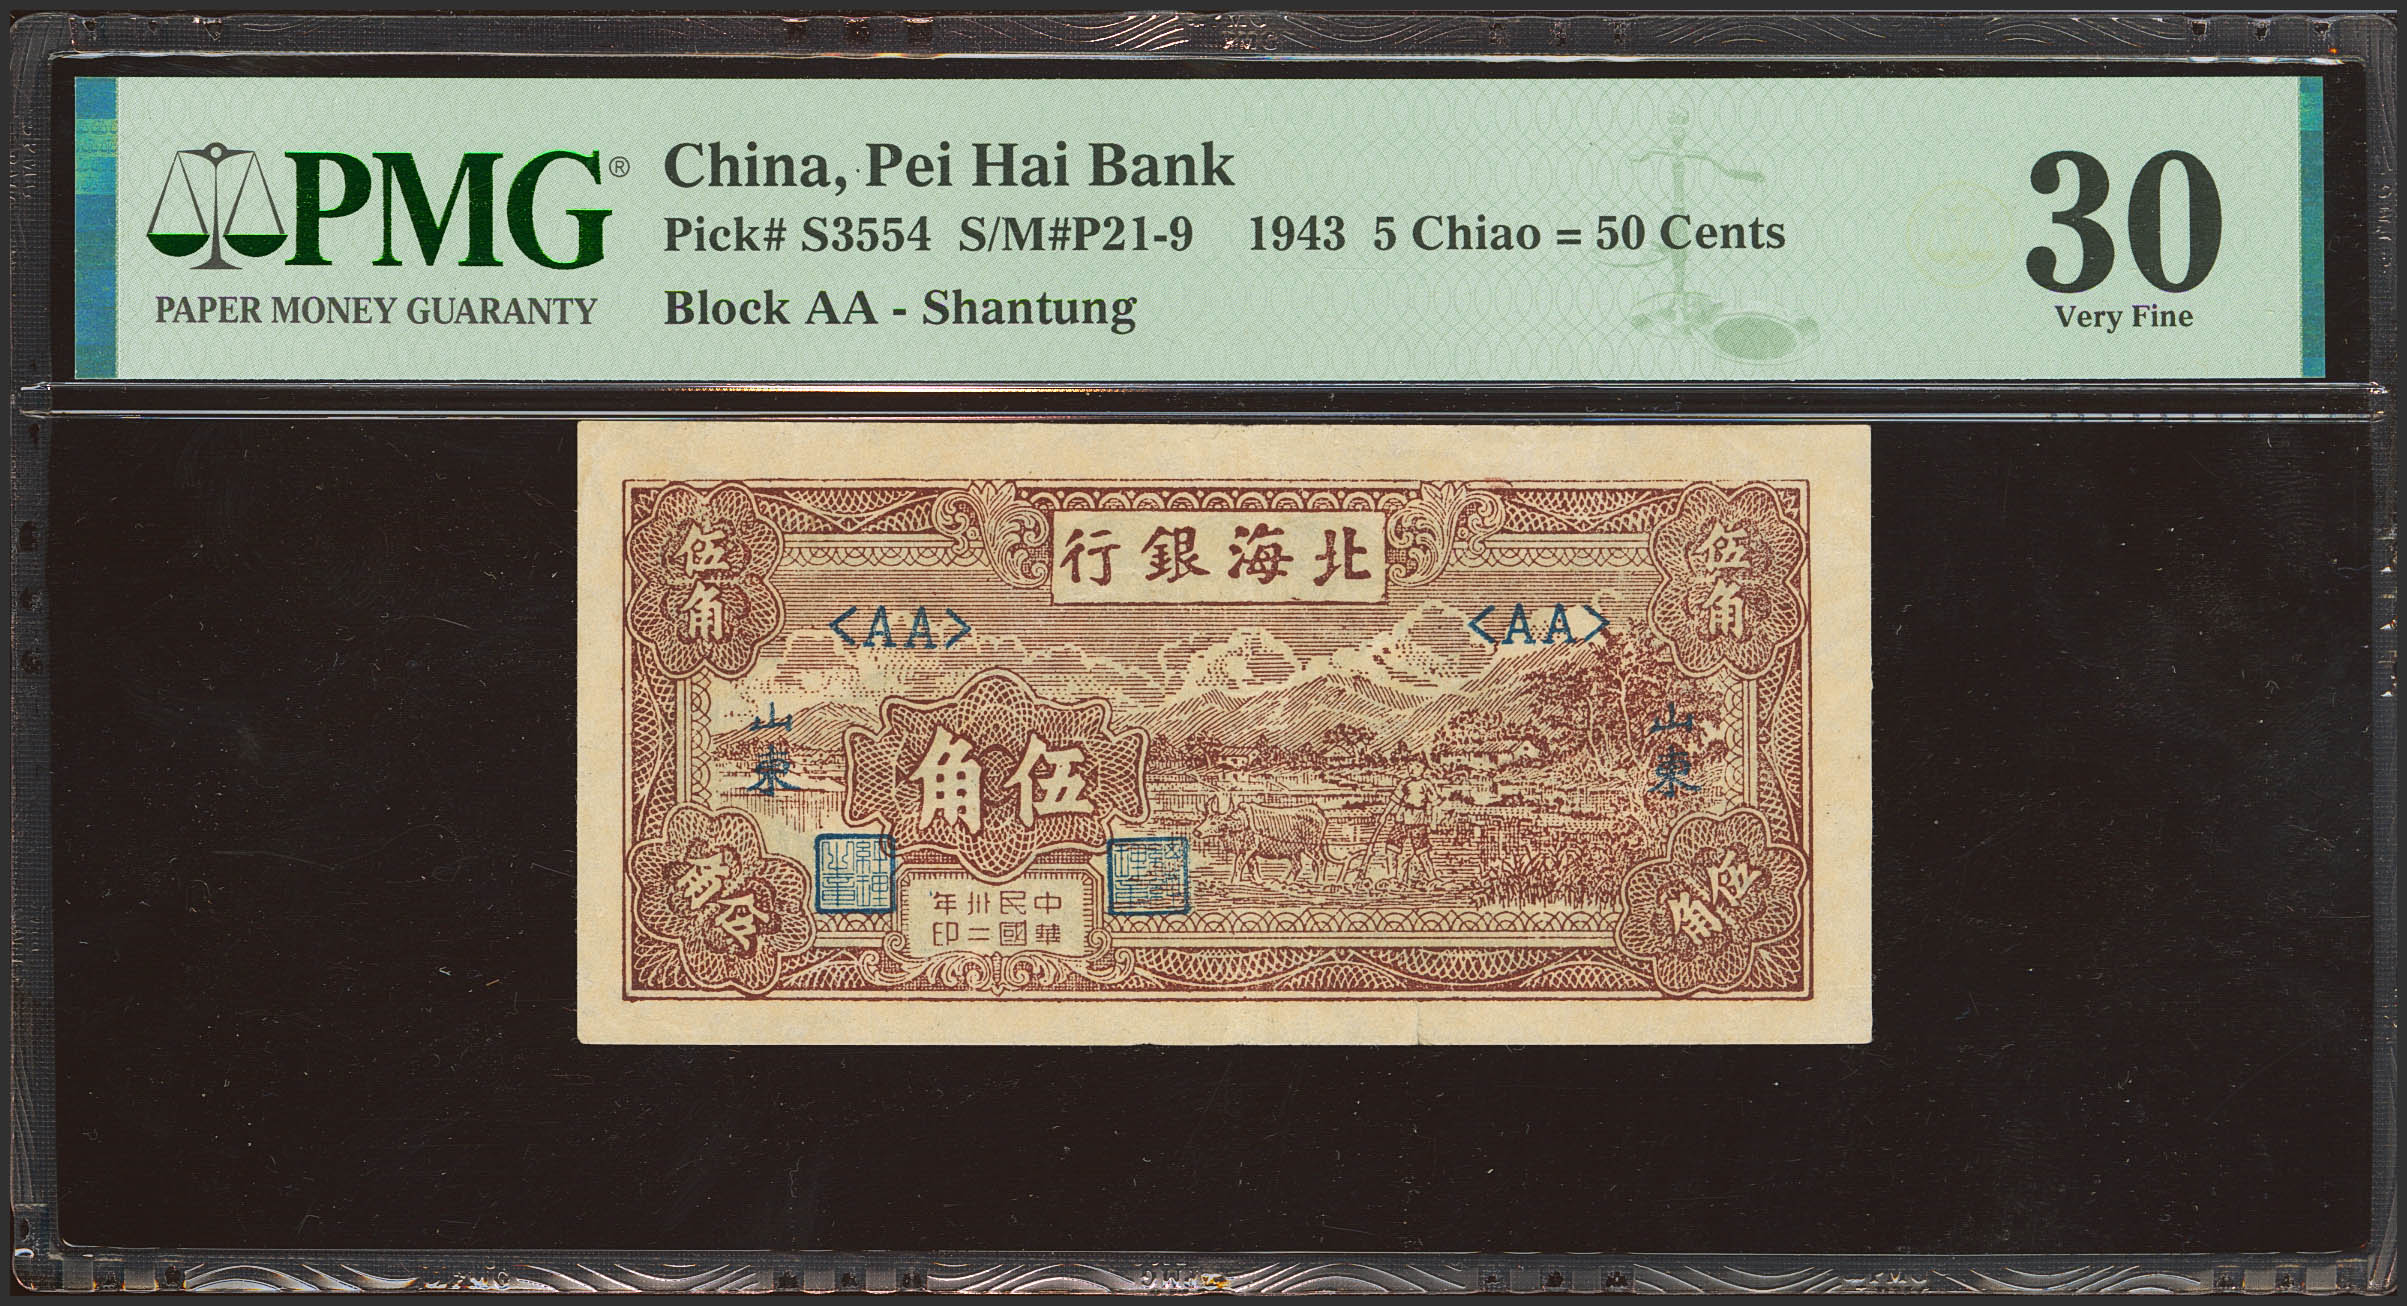 PMG®
PAPER MONEY GUARANTY
China, Pei Hai Bank
Pick# S3554 S/M#P21-9 1943 5 Chiao = 50 Cents
Block AA - Shantung
30
Very Fine
行銀海北
伍角
伍角
<AA>
<AA>
山東
山東
角伍
伍角
伍角
中華民國卅二年印